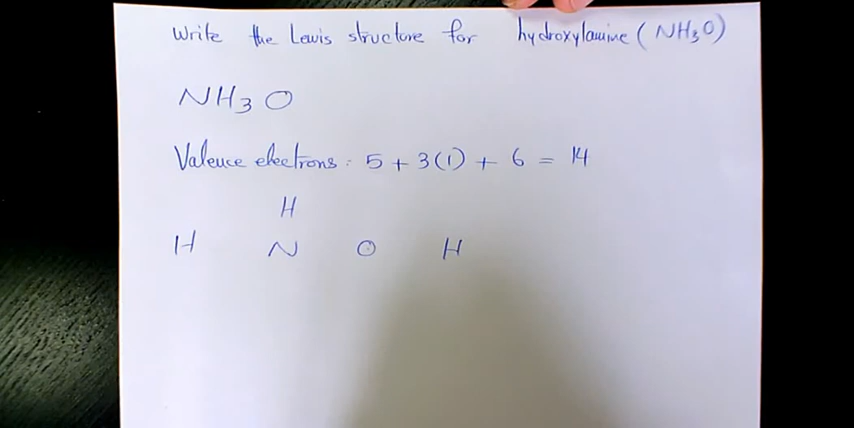 Write the Lewis structure for hydroxylamine (NH3O)
NH3O
Valence electrons: 5 + 3(1) + 6 = 14
H
H N O H